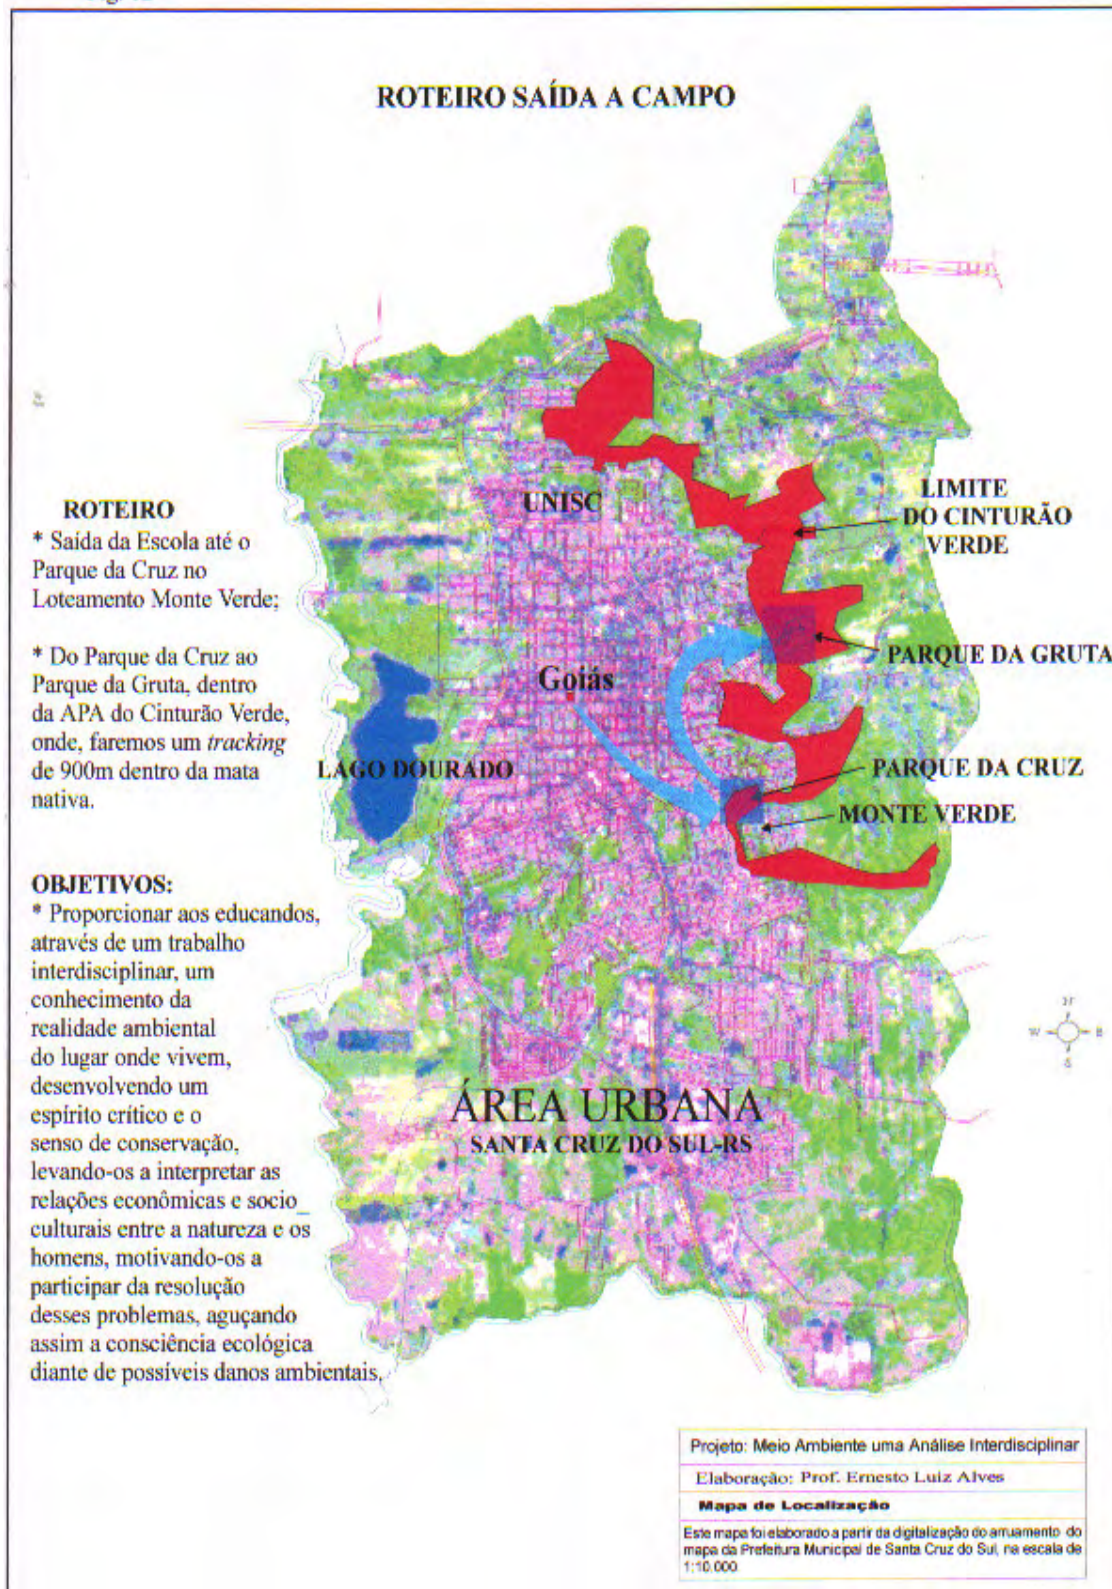 ROTEIRO SAÍDA A CAMPO
ROTEIRO
* Saída da Escola até o
Parque da Cruz no
Loteamento Monte Verde;
* Do Parque da Cruz ao
Parque da Gruta, dentro
da APA do Cinturão Verde,
onde, faremos um tracking
de 900m dentro da mata
nativa.
OBJETIVOS:
* Proporcionar aos educandos,
através de um trabalho
interdisciplinar, um
conhecimento da
realidade ambiental
do lugar onde vivem,
desenvolvendo um
espírito crítico e o
senso de conservação,
levando-os a interpretar as
relações econômicas e socio_
culturais entre a natureza e os
homens, motivando-os a
participar da resolução
desses problemas, aguçando
assim a consciência ecológica
diante de possíveis danos ambientais.
UNISC
LIMITE
DO CINTURÃO
VERDE
PARQUE DA GRUTA
Goiás
LAGO DOURADO
PARQUE DA CRUZ
MONTE VERDE
N
W
E
S
ÁREA URBANA
SANTA CRUZ DO SUL-RS
Projeto: Meio Ambiente uma Análise Interdisciplinar
Elaboração: Prof. Ernesto Luiz Alves
Mapa de Localização
Este mapa foi elaborado a partir da digitalização do arruamento do
mapa da Prefeitura Municipal de Santa Cruz do Sul, na escala de
1:10.000